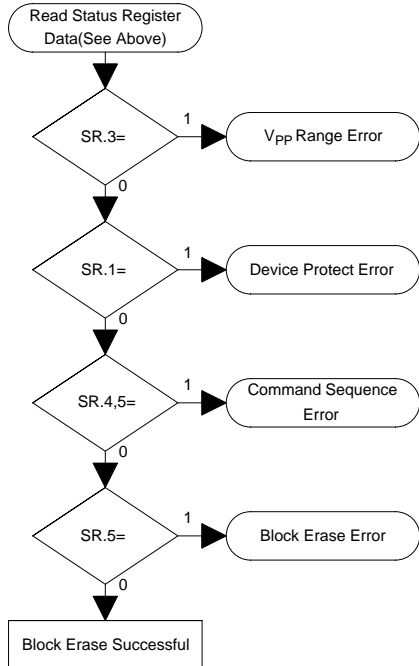 Read Status Register
Data(See Above)
SR.3=
1
VPP Range Error
0
SR.1=
1
Device Protect Error
0
SR.4,5=
1
Command Sequence
Error
0
SR.5=
1
Block Erase Error
0
Block Erase Successful